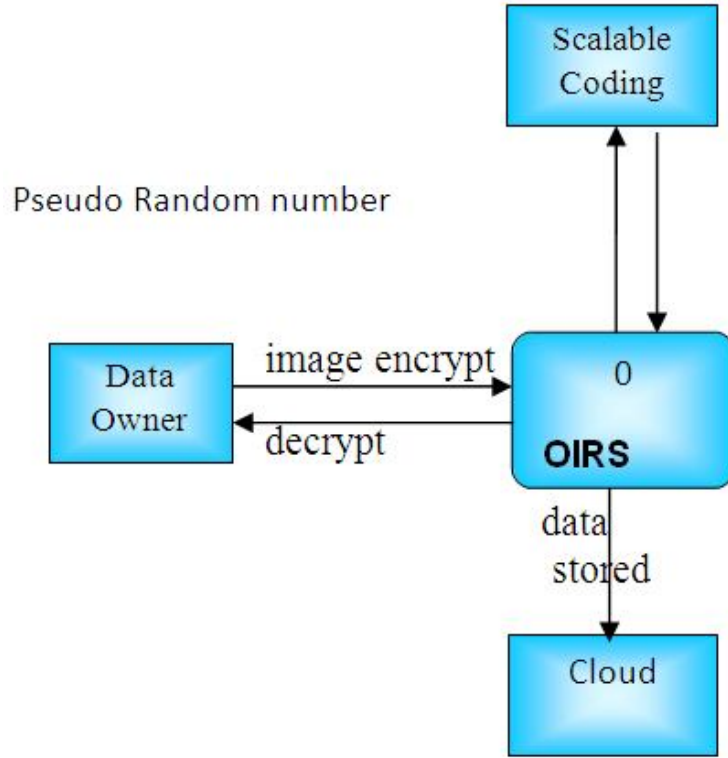 Scalable
Coding
Pseudo Random number
Data
Owner
image encrypt
decrypt
0
OIRS
data
stored
Cloud